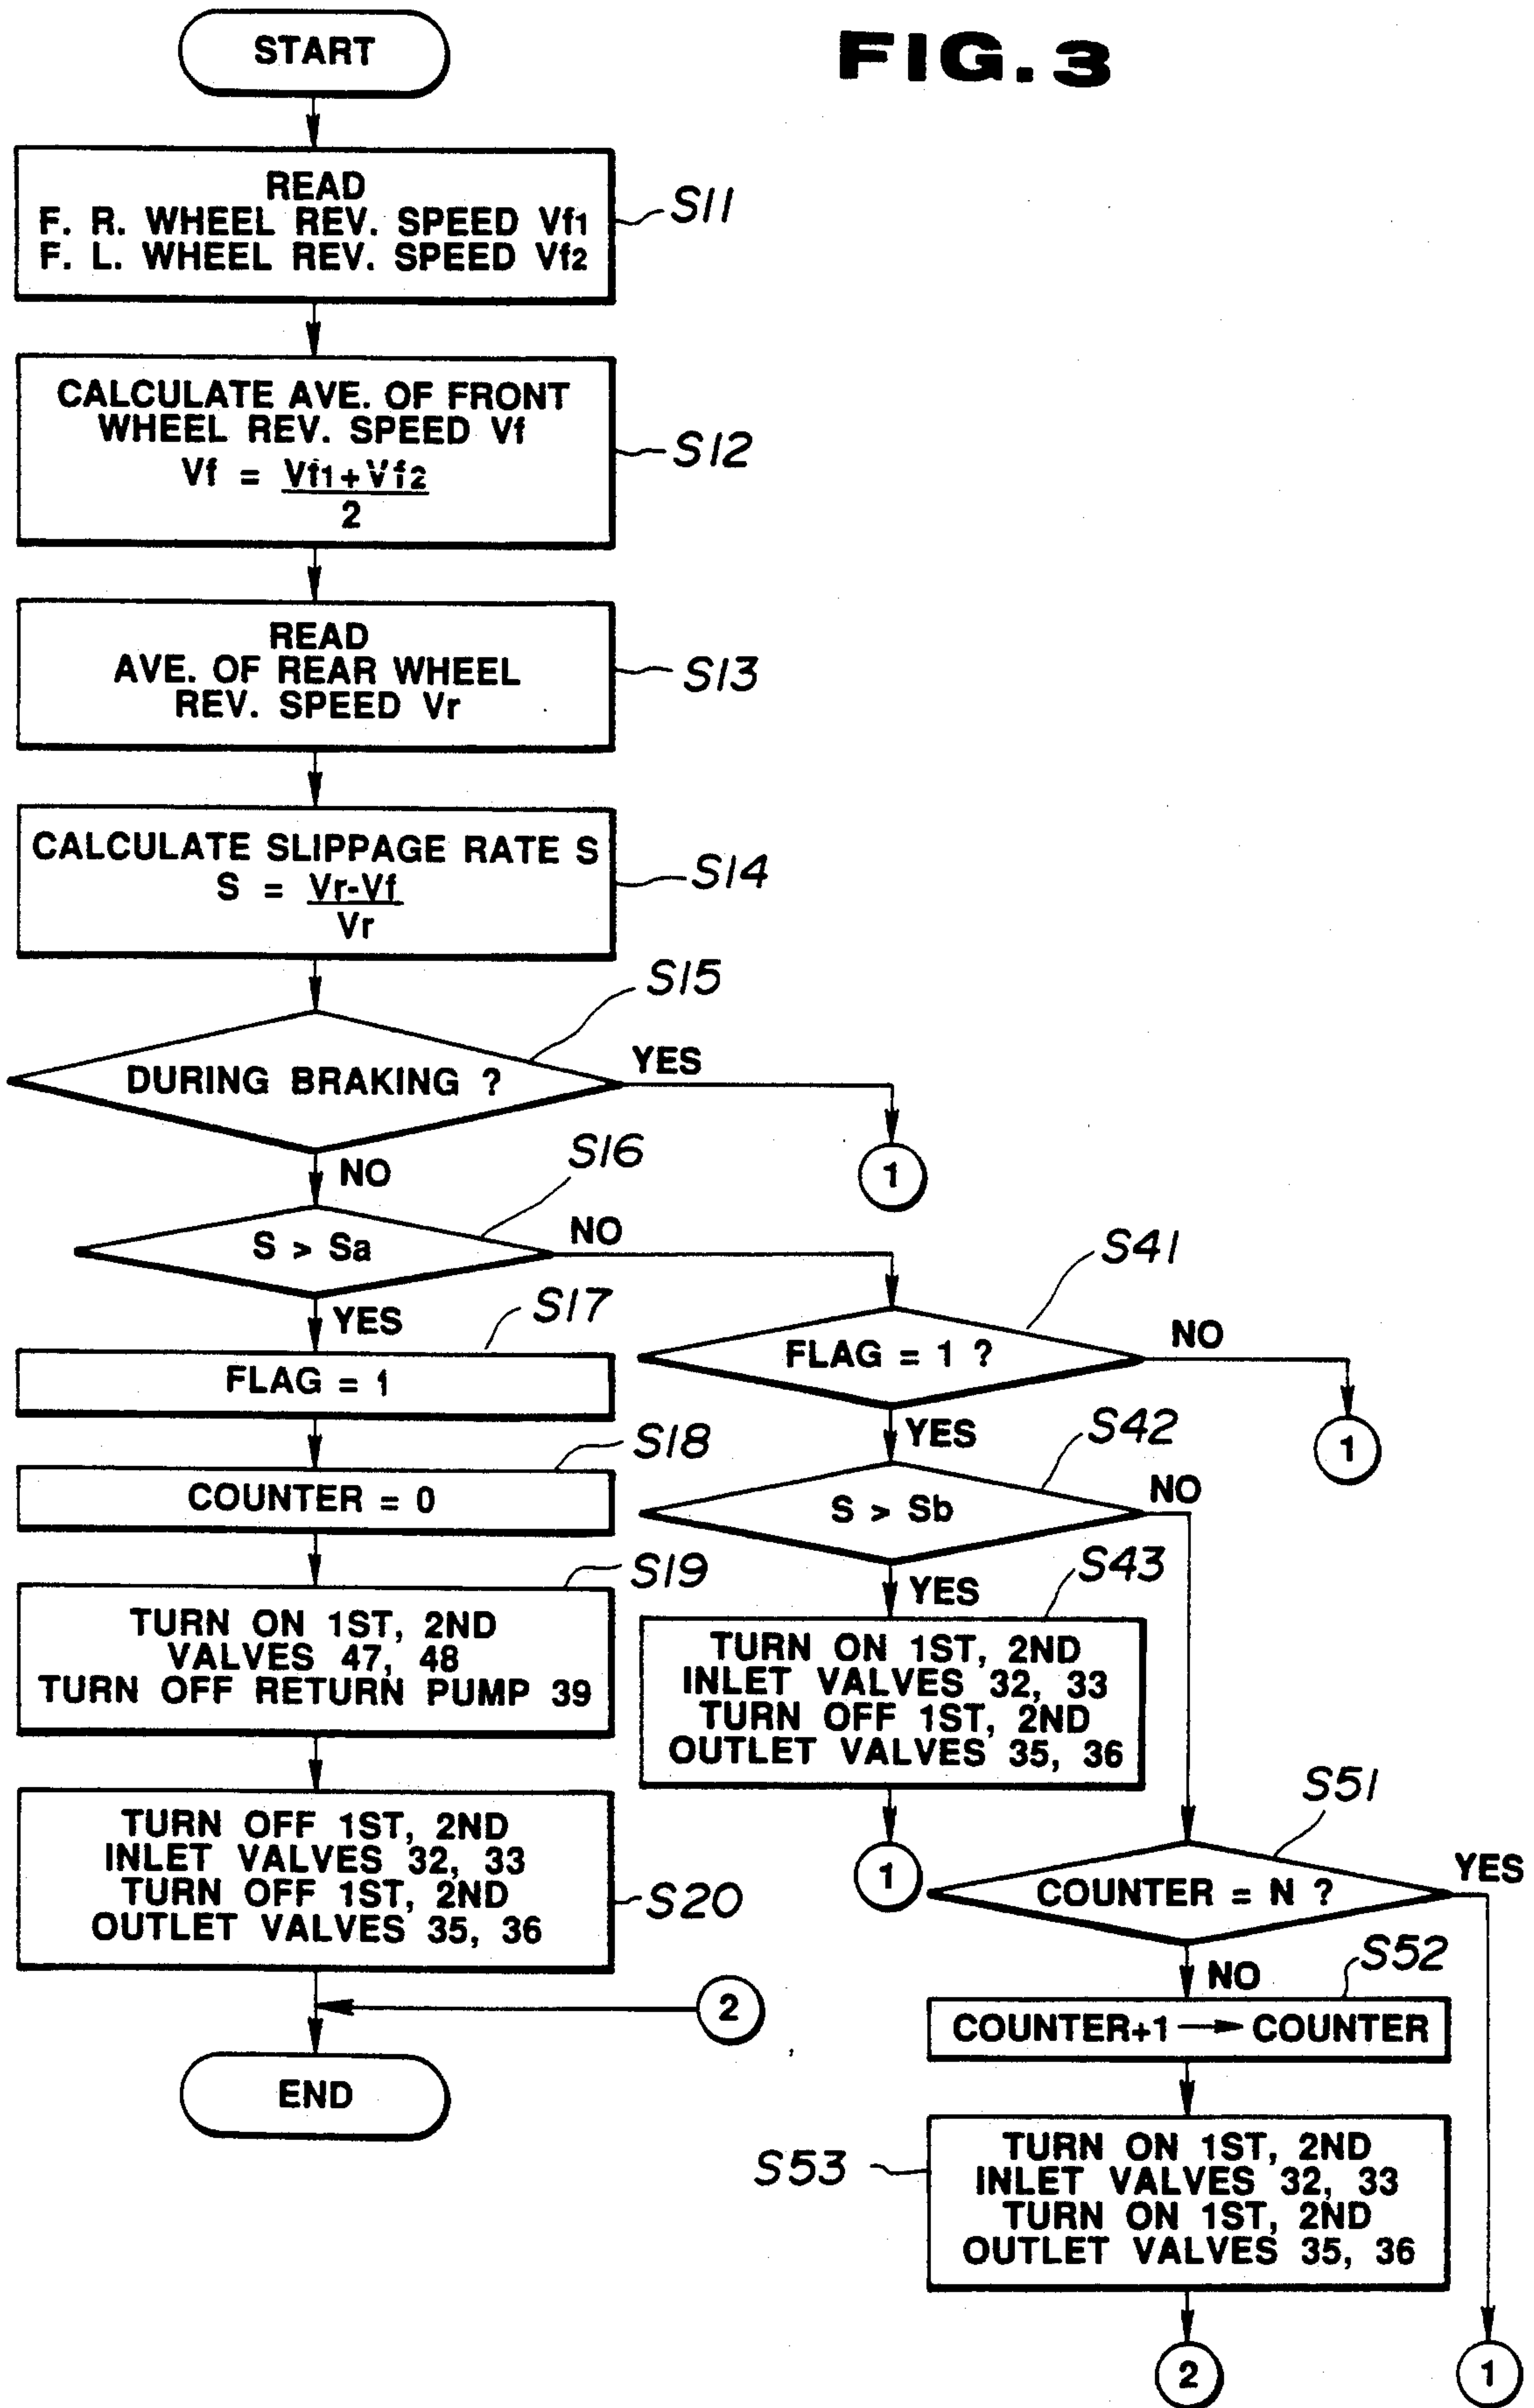 FIG. 3
START
READ
F. R. WHEEL REV. SPEED Vf1
F. L. WHEEL REV. SPEED Vf2
S11
CALCULATE AVE. OF FRONT
WHEEL REV. SPEED Vf
Vf = Vf1+Vf2
2
S12
READ
AVE. OF REAR WHEEL
REV. SPEED Vr
S13
CALCULATE SLIPPAGE RATE S
S = Vr-Vf
Vr
S14
S15
DURING BRAKING ?
YES
1
NO
S16
S > Sa
NO
YES
S17
FLAG = 1
S18
COUNTER = 0
S19
TURN ON 1ST, 2ND
VALVES 47, 48
TURN OFF RETURN PUMP 39
TURN OFF 1ST, 2ND
INLET VALVES 32, 33
TURN OFF 1ST, 2ND
OUTLET VALVES 35, 36
S20
2
END
S41
FLAG = 1 ?
NO
1
YES
S42
S > Sb
NO
YES
S43
TURN ON 1ST, 2ND
INLET VALVES 32, 33
TURN OFF 1ST, 2ND
OUTLET VALVES 35, 36
1
S51
COUNTER = N ?
YES
NO
S52
COUNTER+1 → COUNTER
S53
TURN ON 1ST, 2ND
INLET VALVES 32, 33
TURN ON 1ST, 2ND
OUTLET VALVES 35, 36
2
1